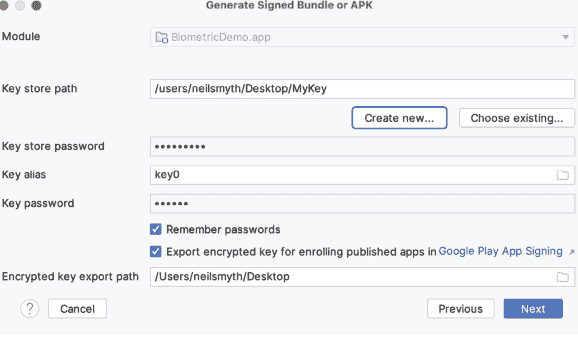 Generate Signed Bundle or APK
Module BiometricDemo.app
Key store path /users/neilsmyth/Desktop/MyKey
Create new... Choose existing...
Key store password •••••••••
Key alias key0
Key password ••••••
Remember passwords
Export encrypted key for enrolling published apps in Google Play App Signing ↗
Encrypted key export path /Users/neilsmyth/Desktop
? Cancel Previous Next